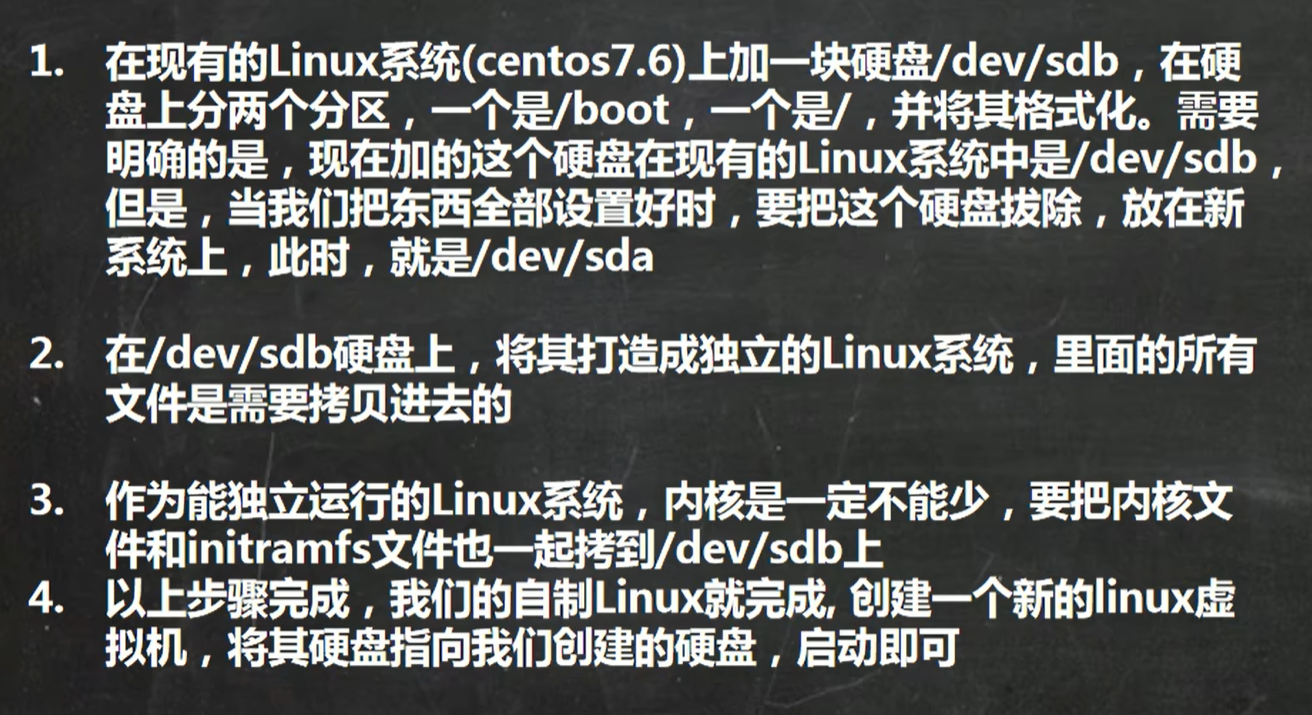 1. 在现有的Linux系统(centos7.6)上加一块硬盘/dev/sdb，在硬
盘上分两个分区，一个是/boot，一个是/，并将其格式化。需要
明确的是，现在加的这个硬盘在现有的Linux系统中是/dev/sdb，
但是，当我们把东西全部设置好时，要把这个硬盘拔除，放在新
系统上，此时，就是/dev/sda
2. 在/dev/sdb硬盘上，将其打造成独立的Linux系统，里面的所有
文件是需要拷贝进去的
3. 作为能独立运行的Linux系统，内核是一定不能少，要把内核文
件和initramfs文件也一起拷到/dev/sdb上
4. 以上步骤完成，我们的自制Linux就完成, 创建一个新的linux虚
拟机，将其硬盘指向我们创建的硬盘，启动即可